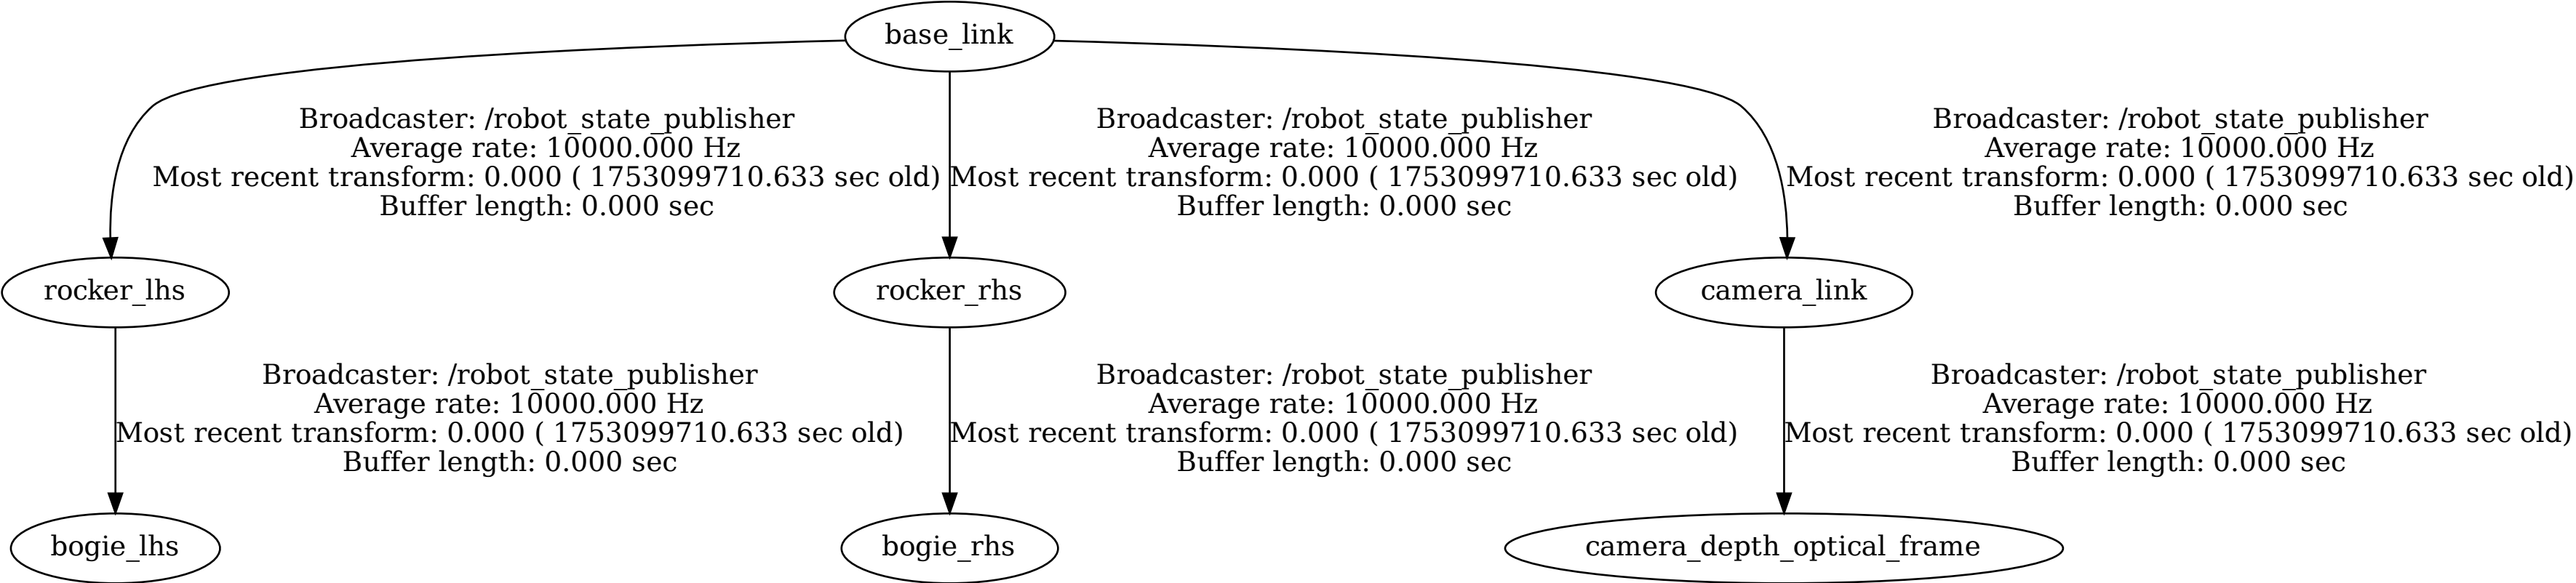 base_link
Broadcaster: /robot_state_publisher
Average rate: 10000.000 Hz
Most recent transform: 0.000 ( 1753099710.633 sec old)
Buffer length: 0.000 sec
Broadcaster: /robot_state_publisher
Average rate: 10000.000 Hz
Most recent transform: 0.000 ( 1753099710.633 sec old)
Buffer length: 0.000 sec
Broadcaster: /robot_state_publisher
Average rate: 10000.000 Hz
Most recent transform: 0.000 ( 1753099710.633 sec old)
Buffer length: 0.000 sec
rocker_lhs
rocker_rhs
camera_link
Broadcaster: /robot_state_publisher
Average rate: 10000.000 Hz
Most recent transform: 0.000 ( 1753099710.633 sec old)
Buffer length: 0.000 sec
Broadcaster: /robot_state_publisher
Average rate: 10000.000 Hz
Most recent transform: 0.000 ( 1753099710.633 sec old)
Buffer length: 0.000 sec
Broadcaster: /robot_state_publisher
Average rate: 10000.000 Hz
Most recent transform: 0.000 ( 1753099710.633 sec old)
Buffer length: 0.000 sec
bogie_lhs
bogie_rhs
camera_depth_optical_frame